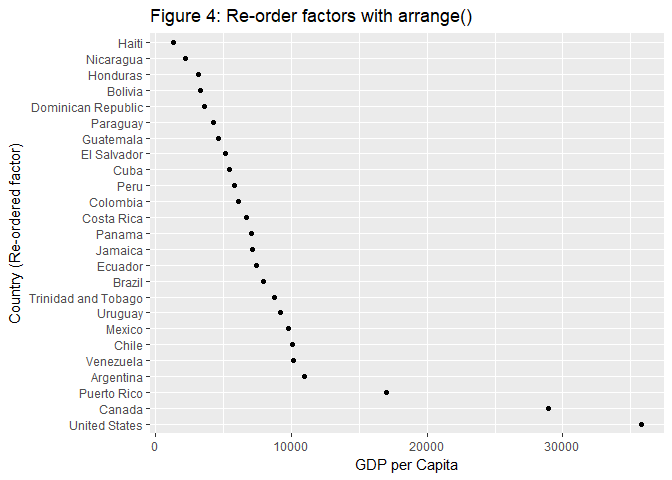 Figure 4: Re-order factors with arrange()
Haiti
Nicaragua
Honduras
Bolivia
Dominican Republic
Paraguay
Guatemala
El Salvador
Cuba
Peru
Colombia
Costa Rica
Panama
Jamaica
Ecuador
Brazil
Trinidad and Tobago
Uruguay
Mexico
Chile
Venezuela
Argentina
Puerto Rico
Canada
United States
Country (Re-ordered factor)
0 10000 20000 30000
GDP per Capita